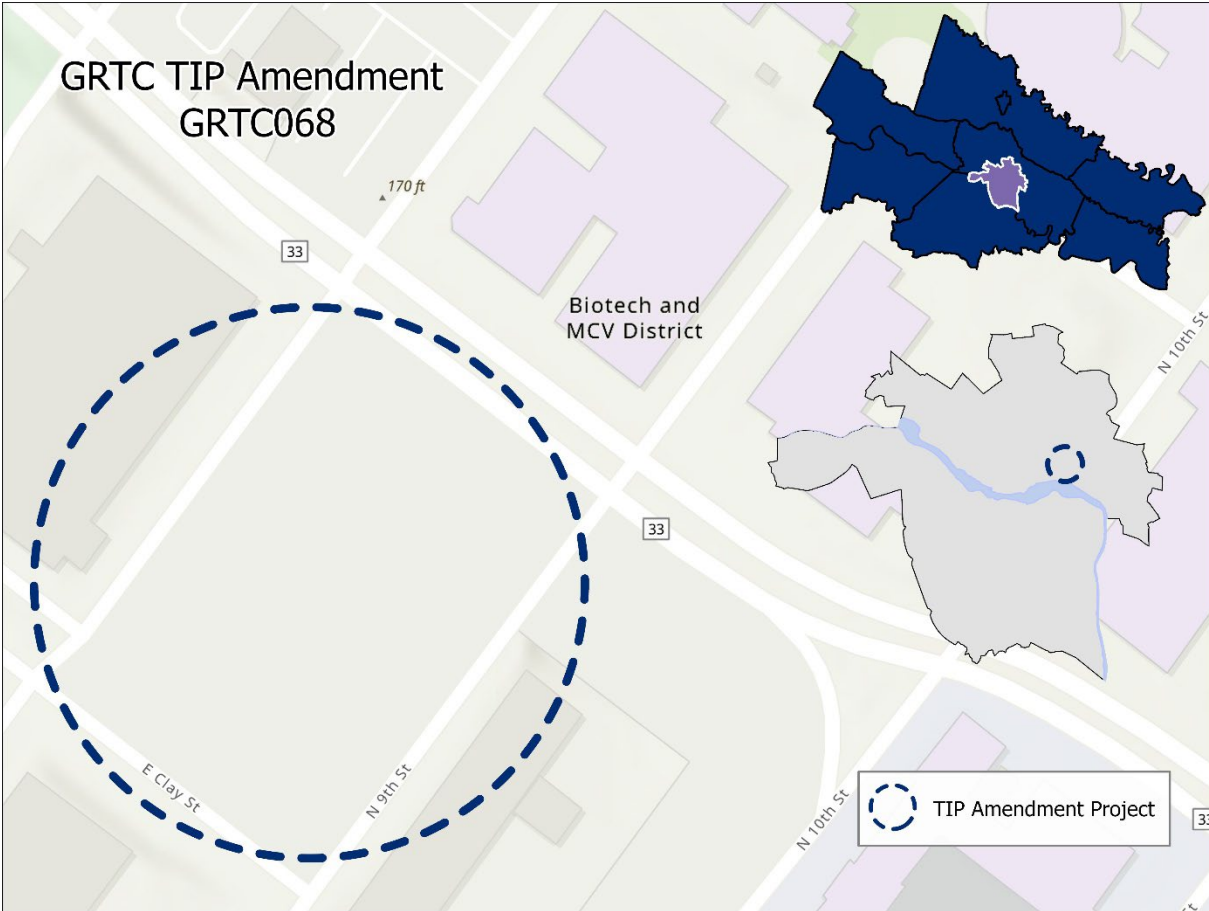 GRTC TIP Amendment
GRTC068
170 ft
33
Biotech and
MCV District
N 10th St
33
E Clay St
N 9th St
N 10th St
TIP Amendment Project
33
St